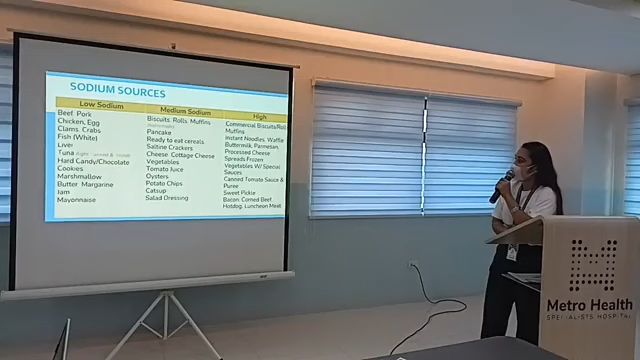 SODIUM SOURCES
Low Sodium
Beef, Pork
Chicken, Egg
Clams, Crabs
Fish (White)
Liver
Tuna
Hard Candy/Chocolate
Cookies
Marshmallow
Butter Margarine
Jam
Mayonnaise
Medium Sodium
Biscuits, Rolls, Muffins
Pancake
Ready to eat cereals
Saltine Crackers
Cheese, Cottage Cheese
Vegetables
Tomato Juice
Oysters
Potato Chips
Catsup
Salad Dressing
High
Commercial Biscuits/Roll
Muffins
Instant Noodles, Waffle
Buttermilk, Parmesan,
Processed Cheese
Spreads Frozen
Vegetables W/ Special
Sauces
Canned Tomato Sauce &
Puree
Sweet Pickle
Bacon, Corned Beef
Hotdog, Luncheon Meat
Metro Health
SPECIALISTS HOSPITAL